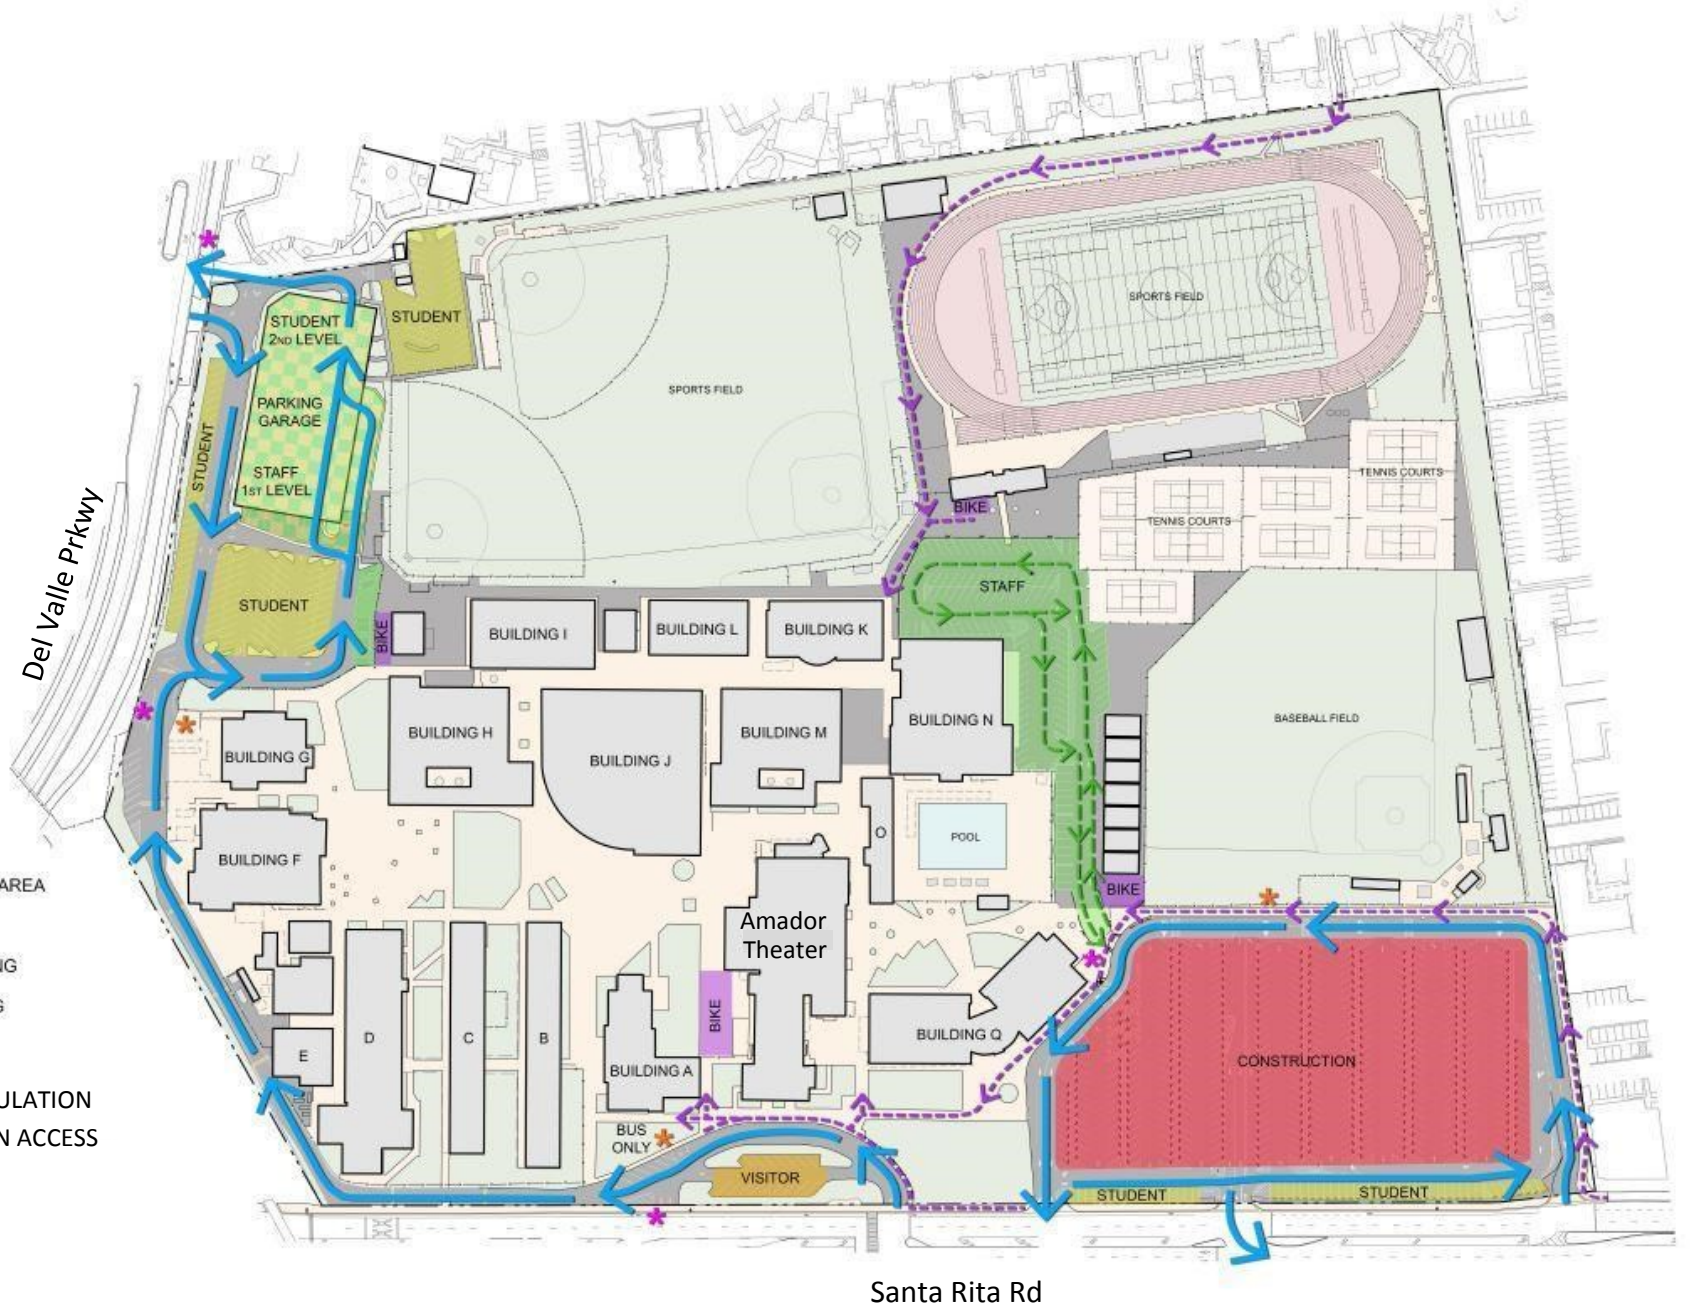 STUDENT
2ND LEVEL
STUDENT
SPORTS FIELD
SPORTS FIELD
PARKING
GARAGE
STUDENT
STAFF
1ST LEVEL
TENNIS COURTS
TENNIS COURTS
BIKE
Del Valle Prkwy
STUDENT
STAFF
BIKE
BUILDING I
BUILDING L
BUILDING K
BUILDING H
BUILDING J
BUILDING M
BUILDING N
BASEBALL FIELD
BUILDING G
BUILDING F
O
POOL
AREA
BIKE
Amador
Theater
NG
G
D
C
B
BIKE
BUILDING Q
E
BUILDING A
CONSTRUCTION
ULATION
N ACCESS
BUS
ONLY
VISITOR
STUDENT
STUDENT
Santa Rita Rd